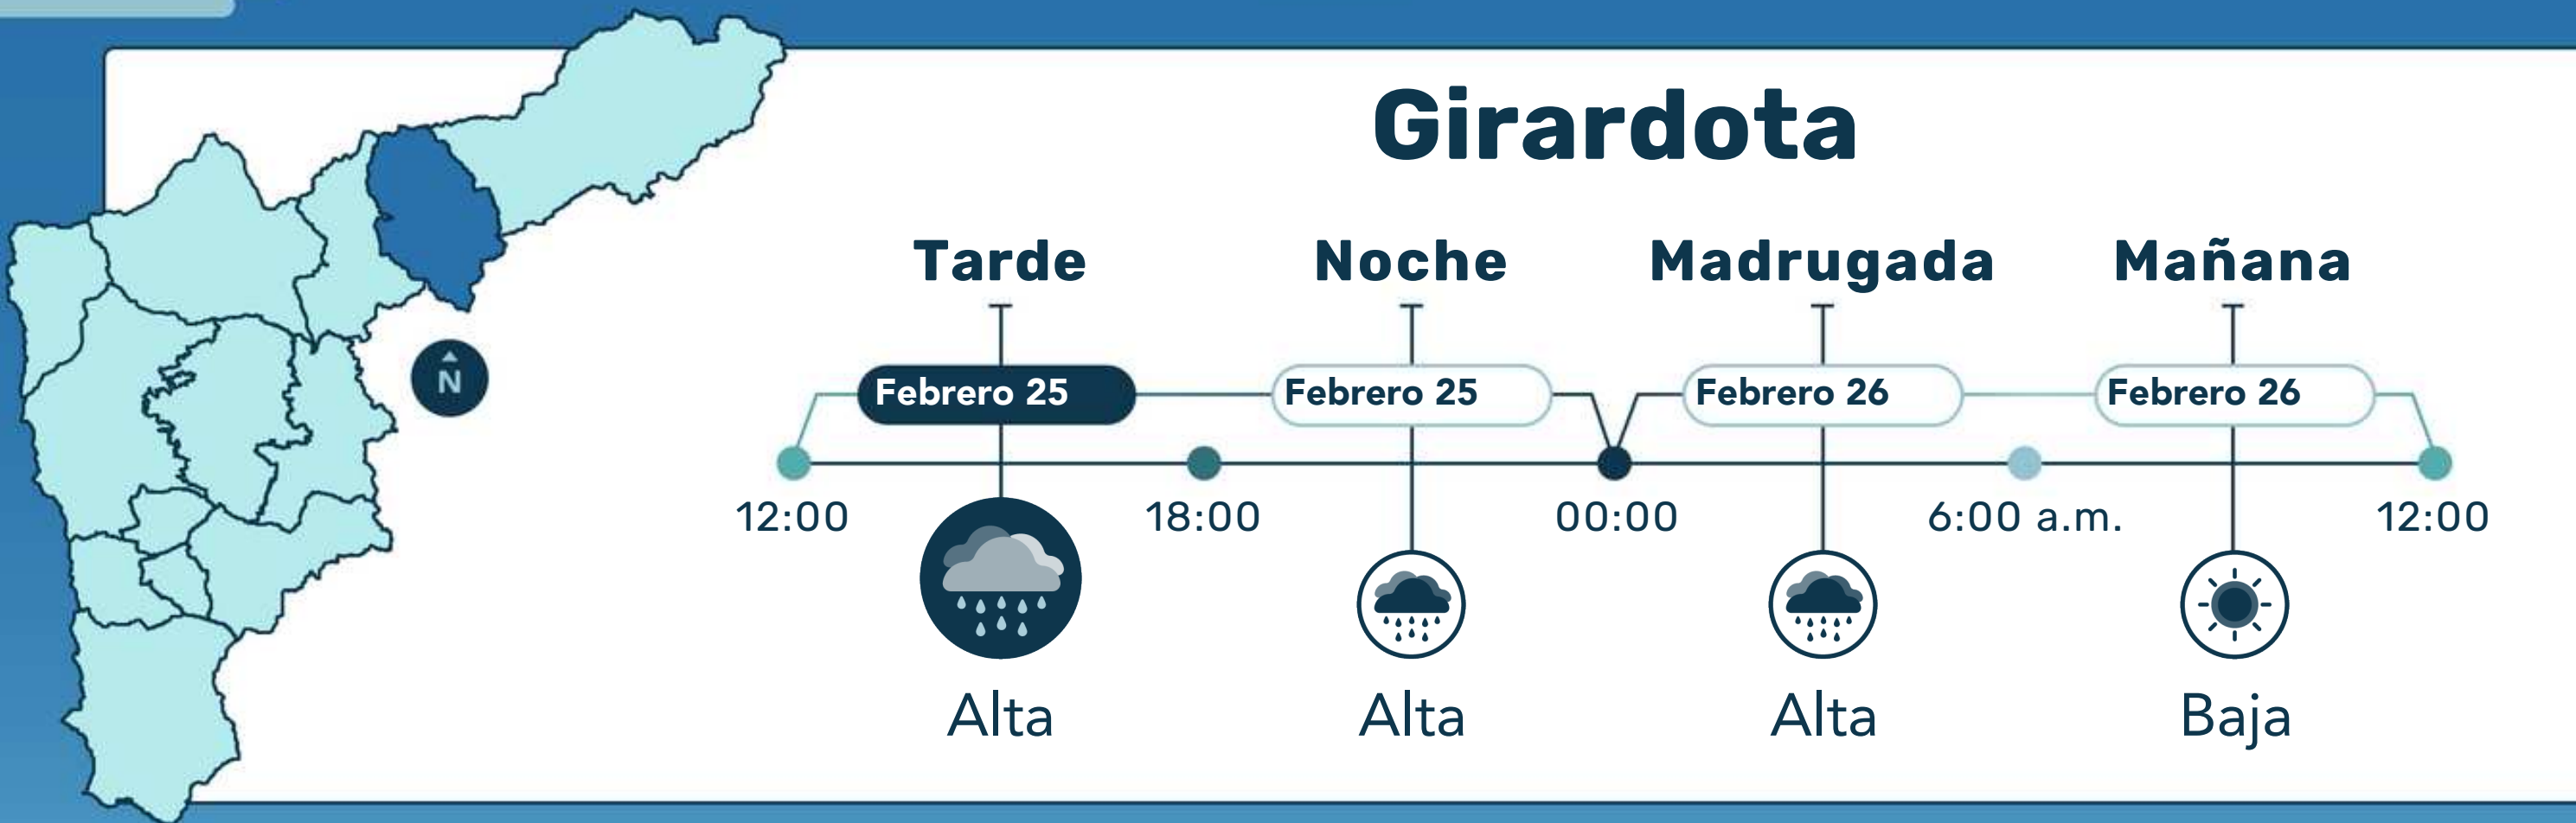 Girardota
Tarde
Noche
Madrugada
Mañana
Febrero 25
Febrero 25
Febrero 26
Febrero 26
N
12:00
18:00
00:00
6:00 a.m.
12:00
Alta
Alta
Alta
Baja